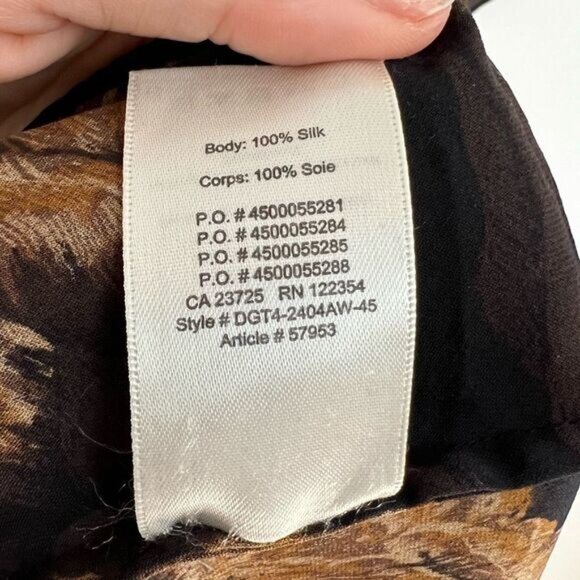 Body: 100% Silk
Corps: 100% Soie
P.O. # 4500055281
P.O. # 4500055284
P.O. # 4500055285
P.O. # 4500055288
CA 23725 RN 122354
Style # DGT4-2404AW-45
Article # 57953